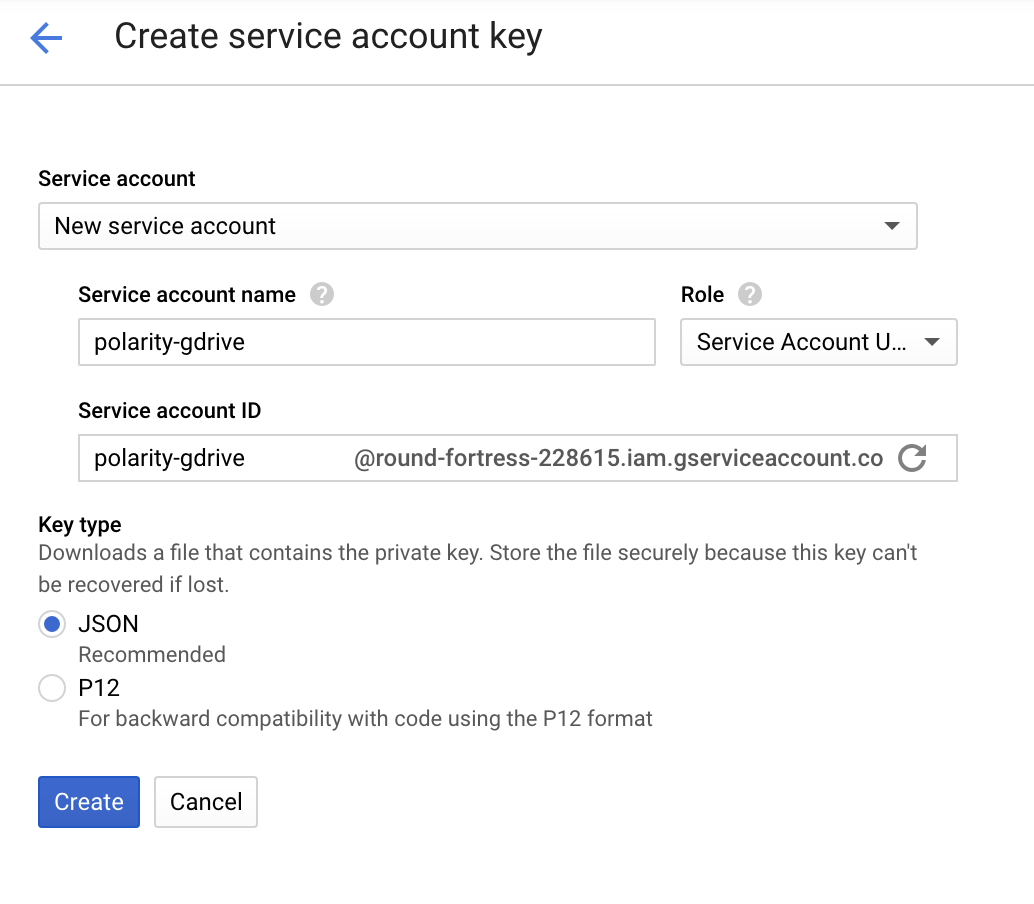 Create service account key
Service account
New service account
Service account name ?
Role ?
polarity-gdrive
Service Account U...
Service account ID
polarity-gdrive @round-fortress-228615.iam.gserviceaccount.co
Key type
Downloads a file that contains the private key. Store the file securely because this key can't
be recovered if lost.
JSON
Recommended
P12
For backward compatibility with code using the P12 format
Create
Cancel